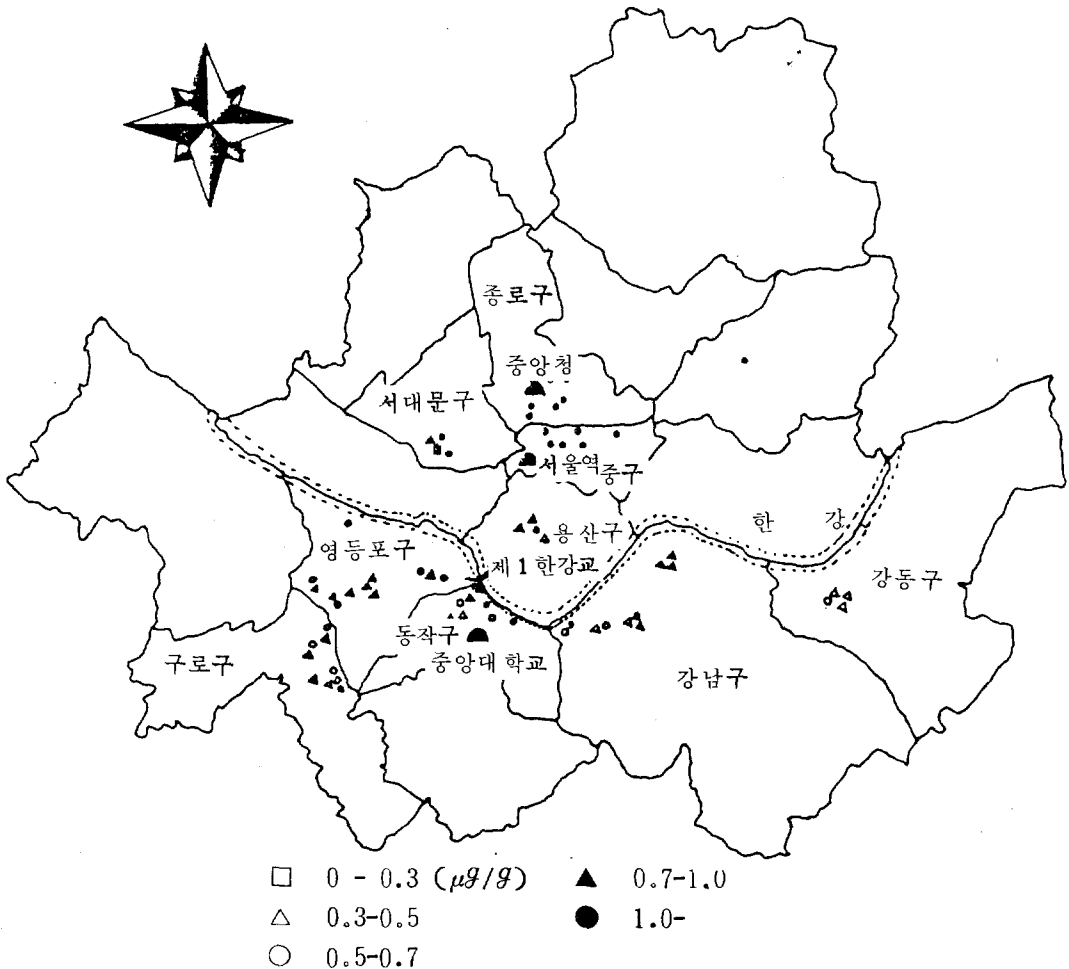 종로구
중앙청
서대문구
서울역
중구
한 강
용산구
영등포구
제1한강교
강동구
동작구
중앙대학교
구로구
강남구
□ 0 - 0.3 (μg/g)
△ 0.3-0.5
○ 0.5-0.7
▲ 0.7-1.0
● 1.0-